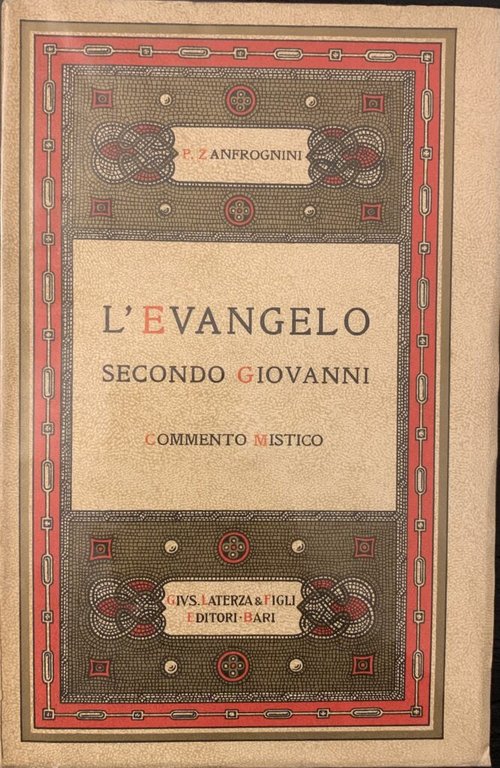 P. ZANFROGNINI
L'EVANGELO
SECONDO GIOVANNI
COMMENTO MISTICO
GIVS. LATERZA & FIGLI
EDITORI · BARI